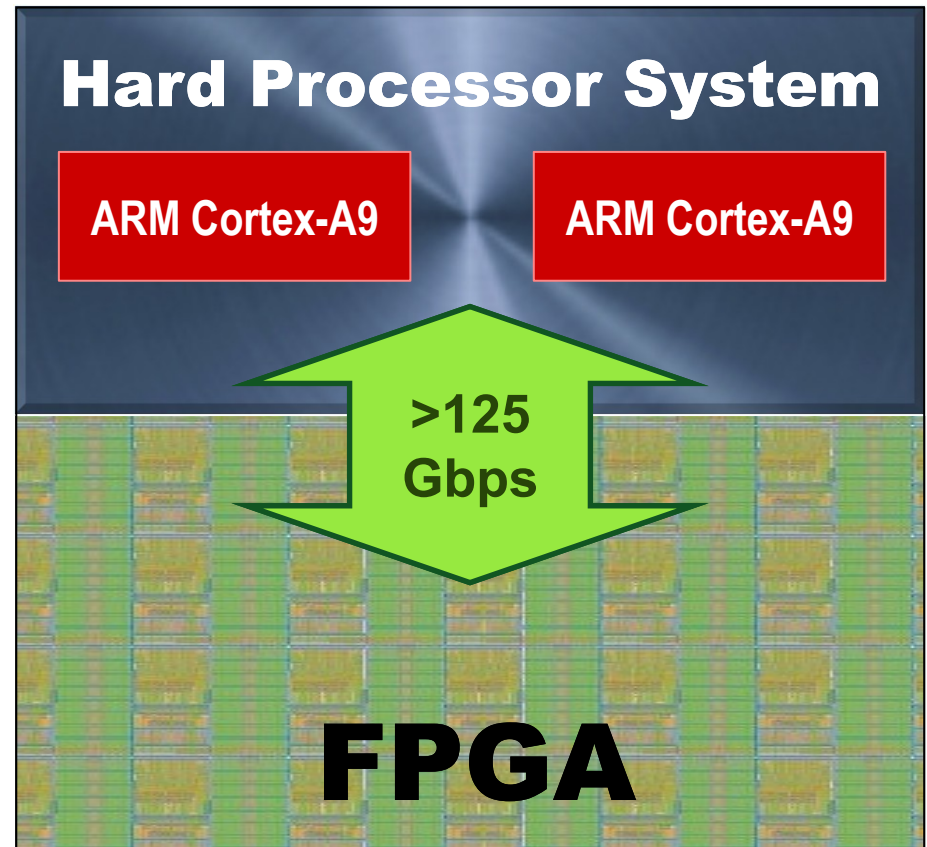 Hard Processor System
ARM Cortex-A9 ARM Cortex-A9
>125
Gbps
FPGA